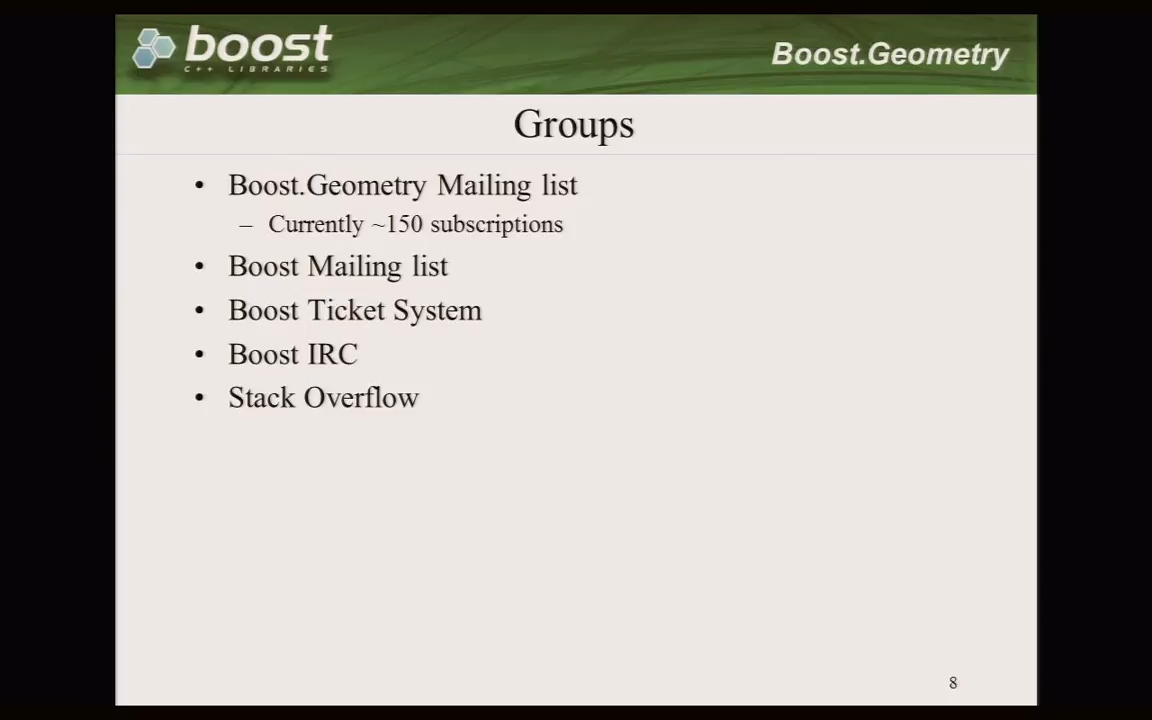 boost
C++ LIBRARIES
Boost.Geometry
Groups
• Boost.Geometry Mailing list
– Currently ~150 subscriptions
• Boost Mailing list
• Boost Ticket System
• Boost IRC
• Stack Overflow
8